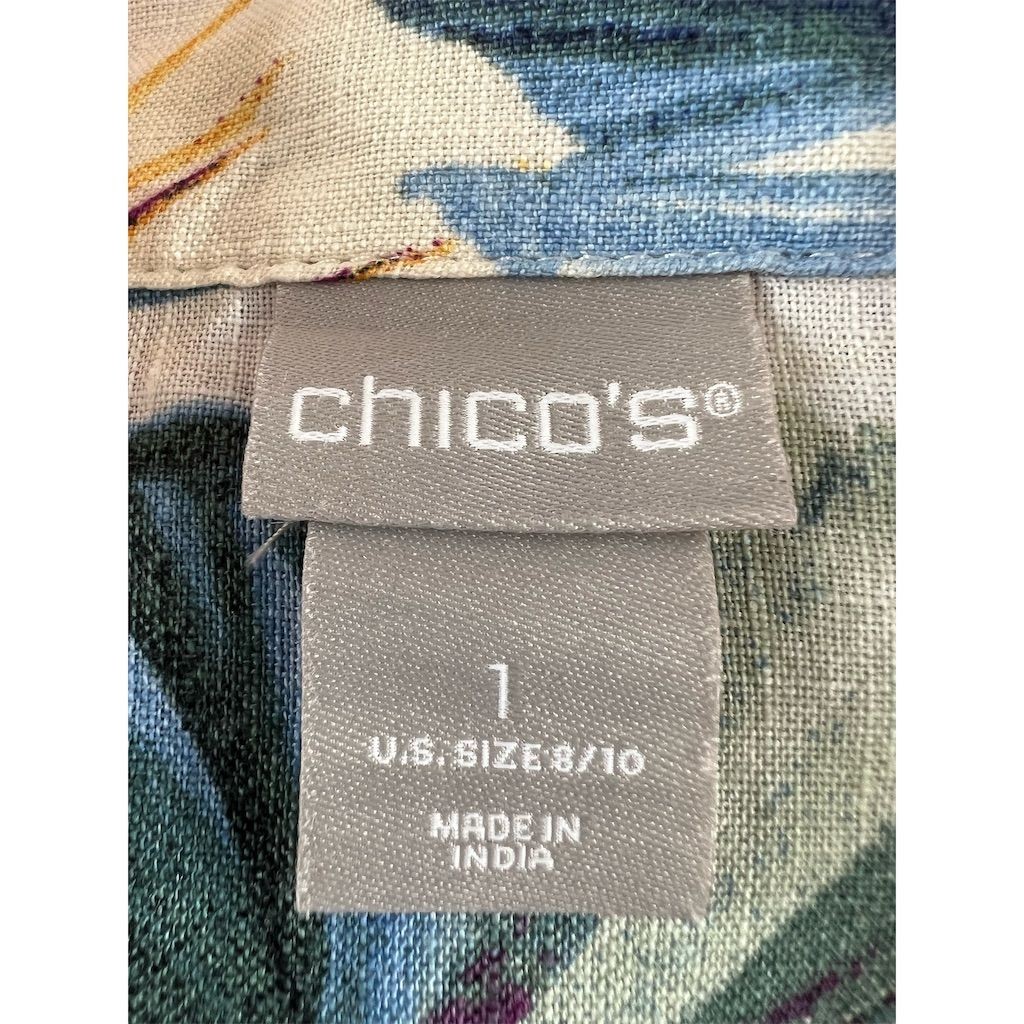 chico's®
1
U.S. SIZE 8/10
MADE IN
INDIA